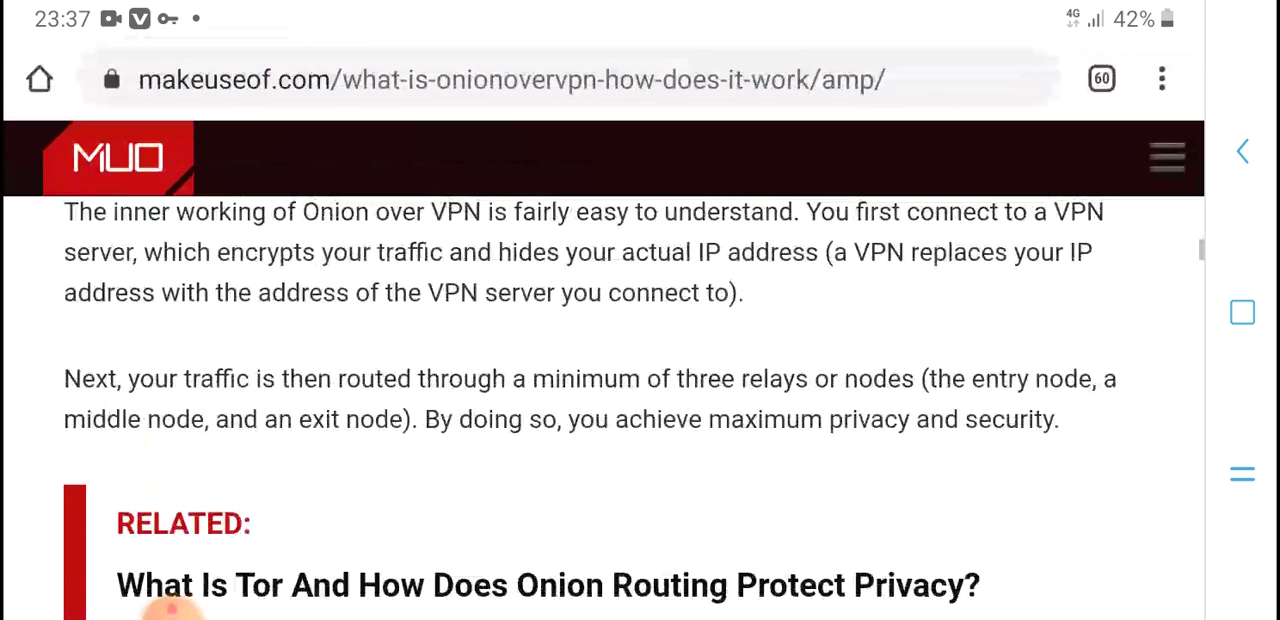 23:37
4G 42%
makeuseof.com/what-is-onionovervpn-how-does-it-work/amp/
60
MUO
The inner working of Onion over VPN is fairly easy to understand. You first connect to a VPN
server, which encrypts your traffic and hides your actual IP address (a VPN replaces your IP
address with the address of the VPN server you connect to).
Next, your traffic is then routed through a minimum of three relays or nodes (the entry node, a
middle node, and an exit node). By doing so, you achieve maximum privacy and security.
RELATED:
What Is Tor And How Does Onion Routing Protect Privacy?